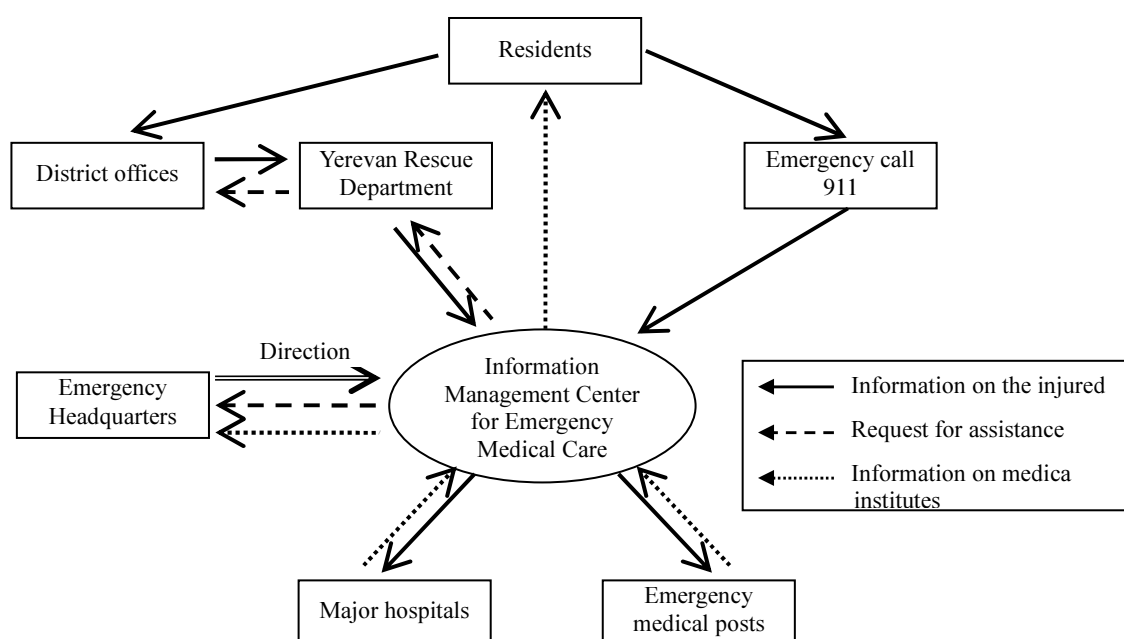 Residents
District offices
Yerevan Rescue
Department
Emergency call
911
Direction
Emergency
Headquarters
Information
Management Center
for Emergency
Medical Care
Information on the injured
Request for assistance
Information on medica
institutes
Major hospitals
Emergency
medical posts